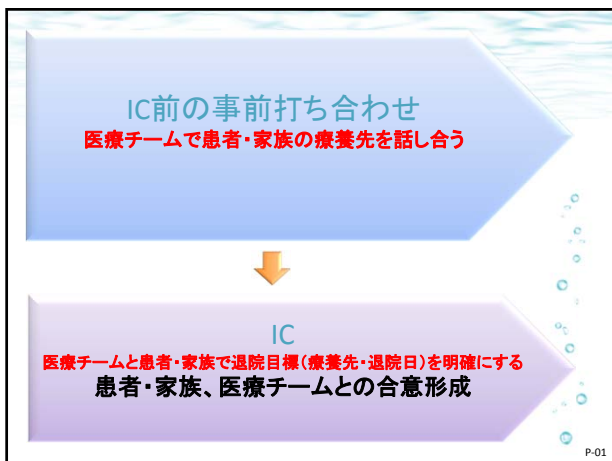 IC前の事前打ち合わせ
医療チームで患者・家族の療養先を話し合う
IC
医療チームと患者・家族で退院目標(療養先・退院日)を明確にする
患者・家族、医療チームとの合意形成
P-01